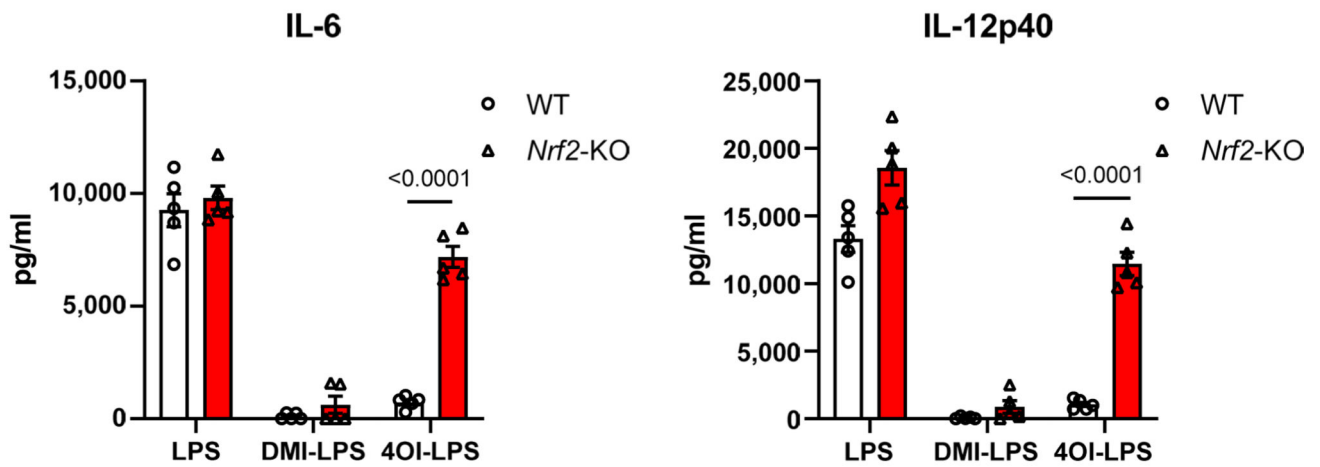 IL-6
15,000
10,000
5,000
0
pg/ml
WT
Nrf2-KO
<0.0001
LPS
DMI-LPS
4OI-LPS
IL-12p40
25,000
20,000
15,000
10,000
5,000
0
pg/ml
WT
Nrf2-KO
<0.0001
LPS
DMI-LPS
4OI-LPS